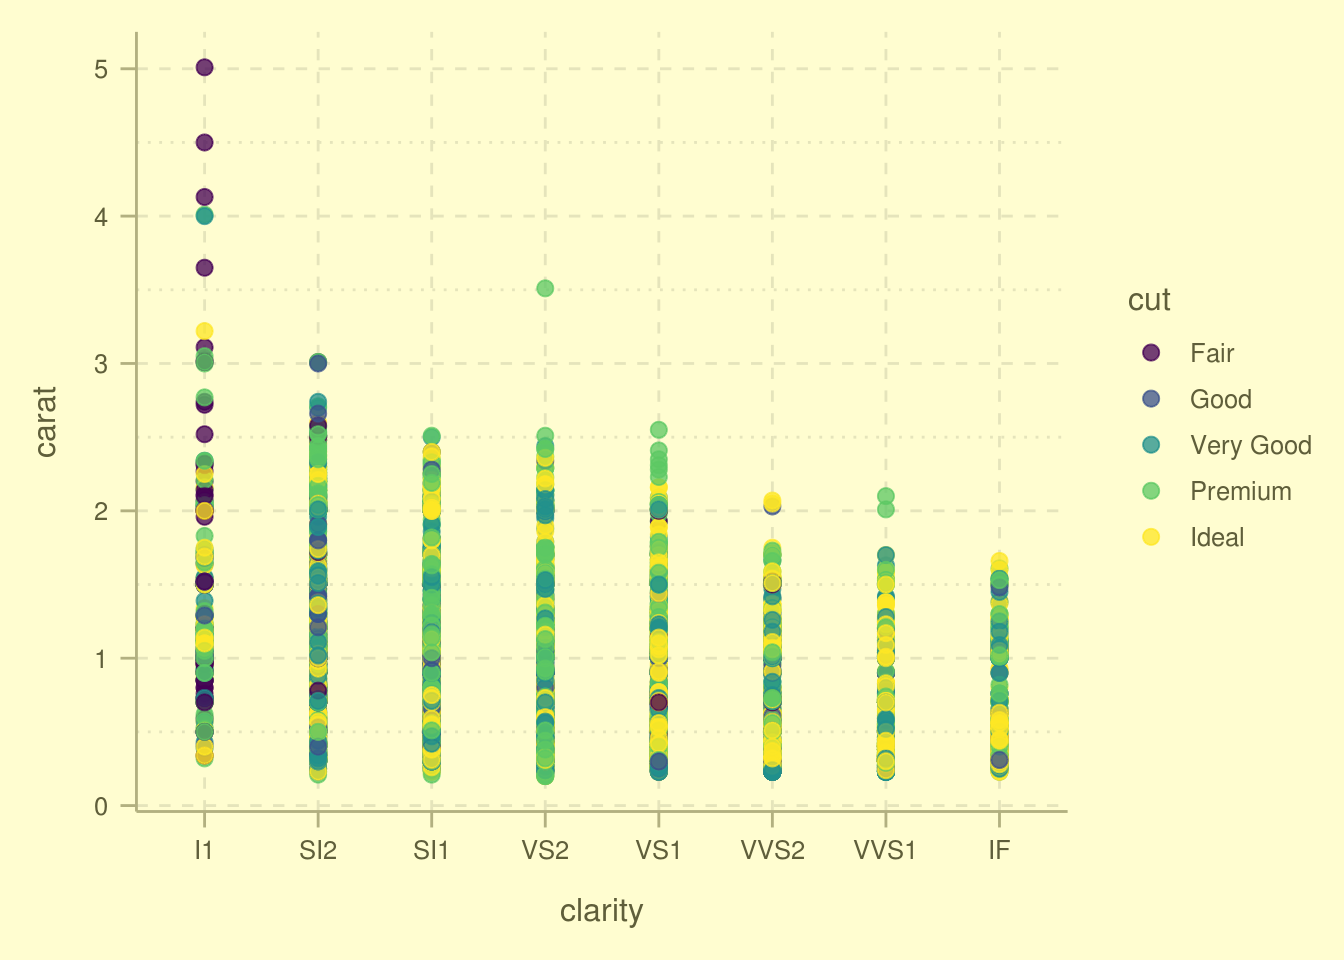 5
4
3
2
1
0
carat
I1 SI2 SI1 VS2 VS1 VVS2 VVS1 IF
clarity
cut
Fair
Good
Very Good
Premium
Ideal